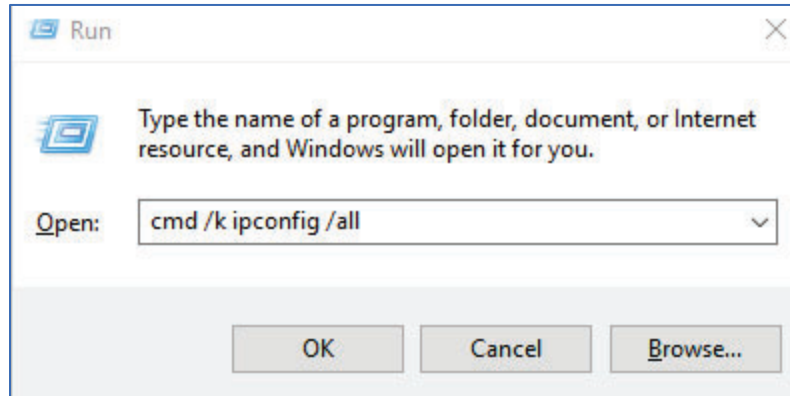 Run
Type the name of a program, folder, document, or Internet
resource, and Windows will open it for you.
Open: cmd /k ipconfig /all
OK Cancel Browse...